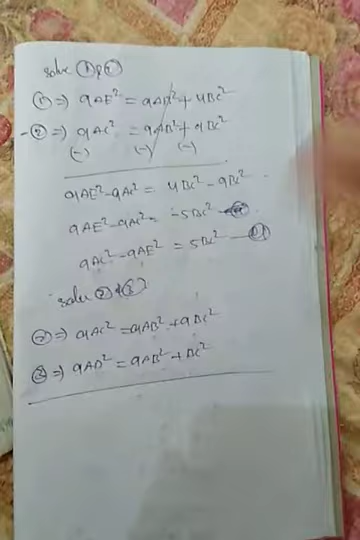 solve ① & ②
① => 9AE² = 9AB² + 4BC²
- ② => 9AC² = 9AB² + 9BC²
(-) (-) (-)
9AE² - 9AC² = 4BC² - 9BC²
9AE² - 9AC² = -5BC²
9AC² - 9AE² = 5BC² -
solve ② & ③
② => 9AC² = 9AB² + 9BC²
③ => 9AD² = 9AB² + BC²